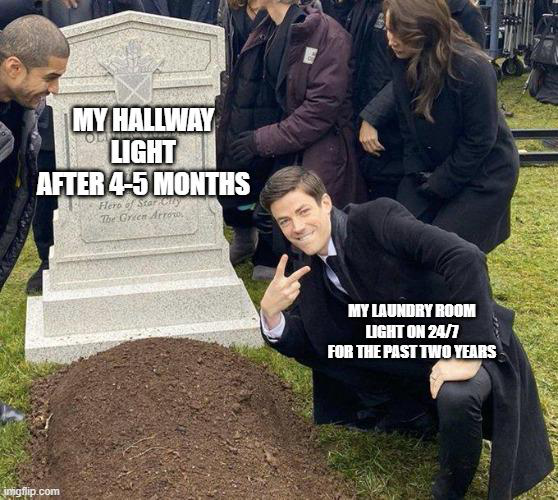 MY HALLWAY
LIGHT
AFTER 4-5 MONTHS
Hero of Star City
The Green Arrow.
MY LAUNDRY ROOM
LIGHT ON 24/7
FOR THE PAST TWO YEARS
imgflip.com